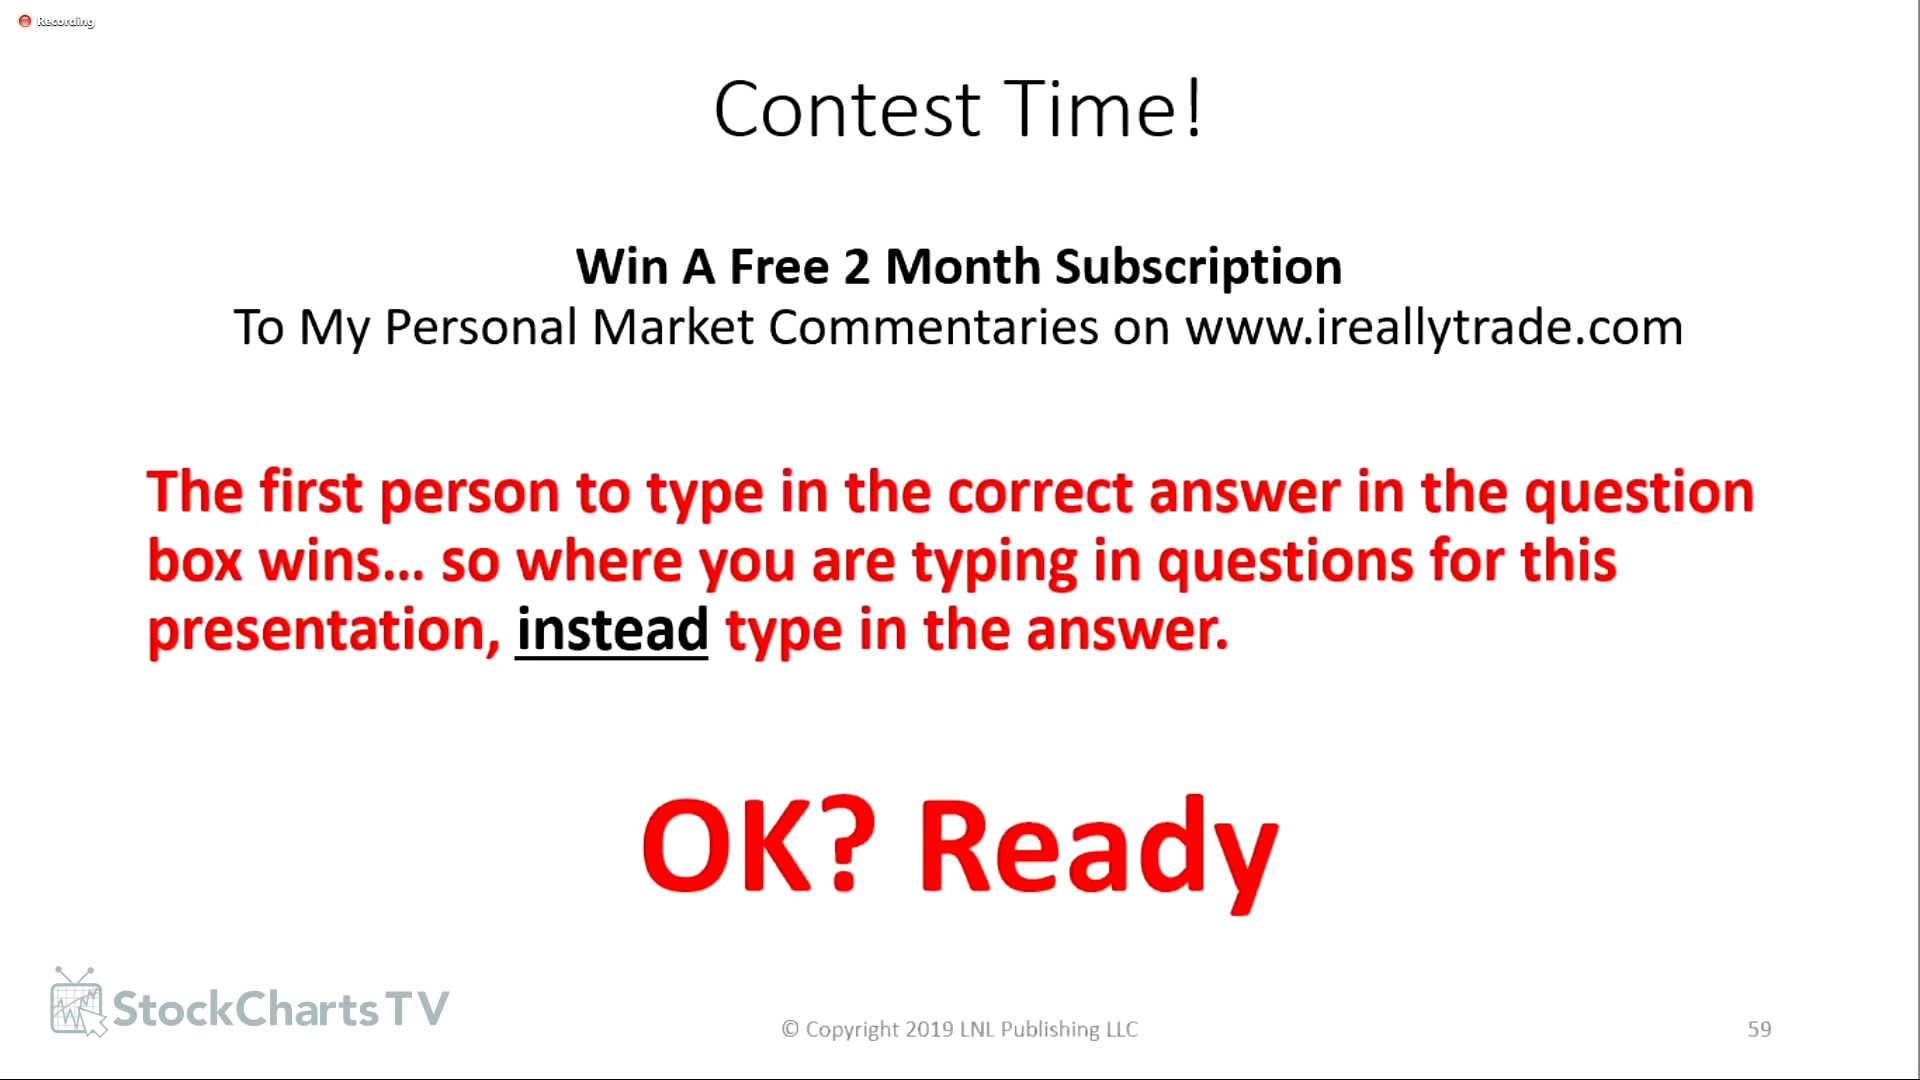 Recording
Contest Time!
Win A Free 2 Month Subscription
To My Personal Market Commentaries on www.ireallytrade.com
The first person to type in the correct answer in the question
box wins... so where you are typing in questions for this
presentation, instead type in the answer.
OK? Ready
StockChartsTV
© Copyright 2019 LNL Publishing LLC
59